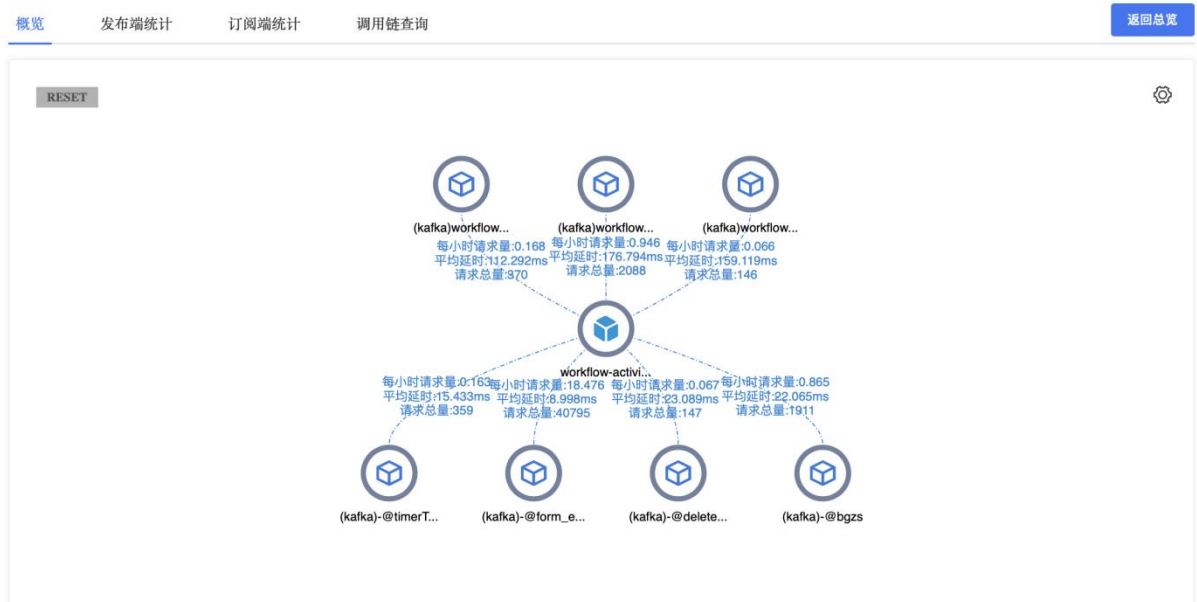 概览
发布端统计
订阅端统计
调用链查询
返回总览
RESET
(kafka)workflow...
(kafka)workflow...
(kafka)workflow...
每小时请求量:0.168
平均延时:112.292ms
请求总量:370
每小时请求量:0.946
平均延时:176.794ms
请求总量:2088
每小时请求量:0.066
平均延时:159.119ms
请求总量:146
workflow-activi...
每小时请求量:0.163
平均延时:15.433ms
请求总量:359
每小时请求量:18.476
平均延时:8.998ms
请求总量:40795
每小时请求量:0.067
平均延时:23.089ms
请求总量:147
每小时请求量:0.865
平均延时:22.065ms
请求总量:1911
(kafka)-@timerT...
(kafka)-@form_e...
(kafka)-@delete...
(kafka)-@bgzs